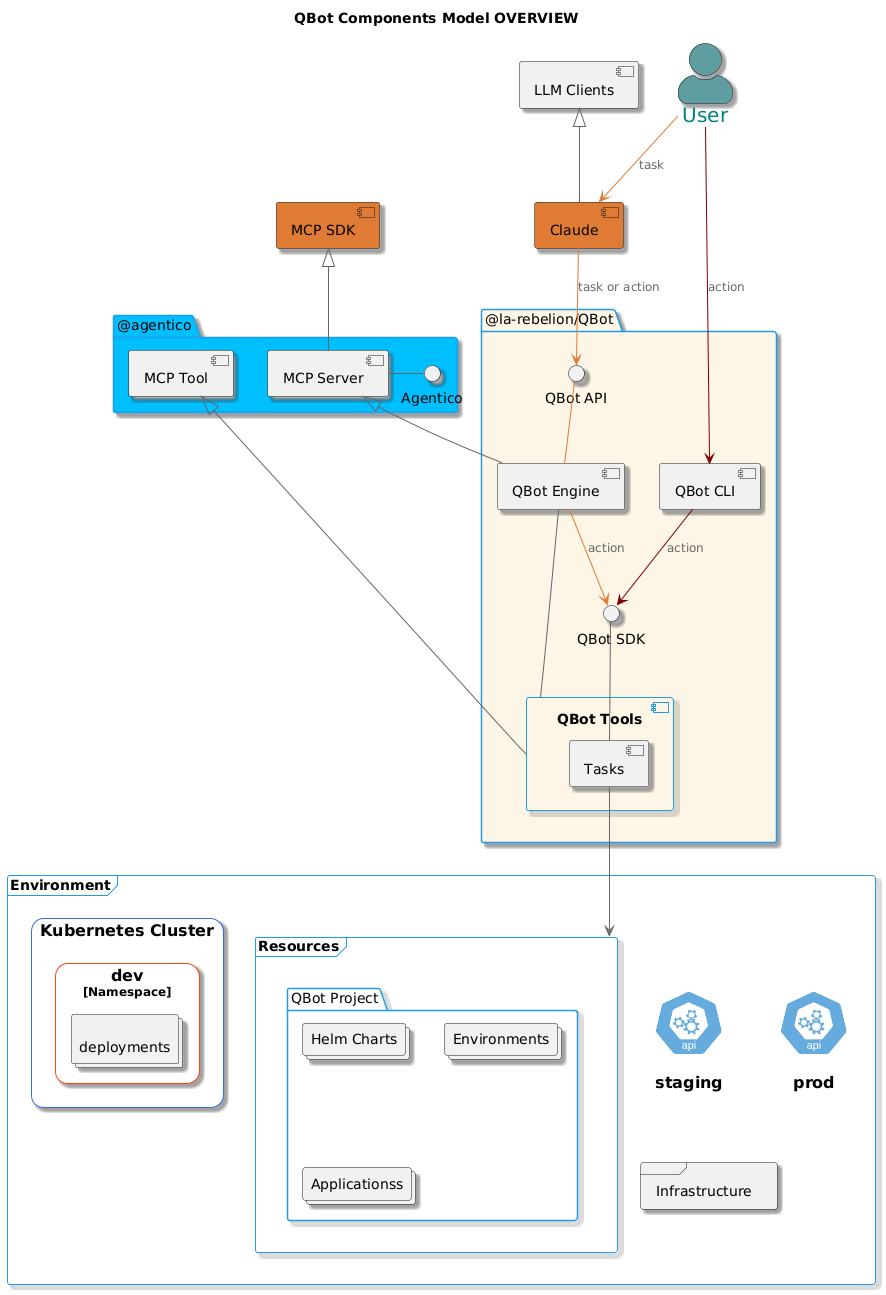 QBot Components Model OVERVIEW
LLM Clients
User
task
MCP SDK
Claude
task or action
action
@agentico
@la-rebelion/QBot
MCP Tool
MCP Server
Agentico
QBot API
QBot Engine
QBot CLI
action
action
QBot SDK
QBot Tools
Tasks
Environment
Kubernetes Cluster
dev
[Namespace]
deployments
Resources
QBot Project
Helm Charts
Environments
Applicationss
api
staging
api
prod
Infrastructure